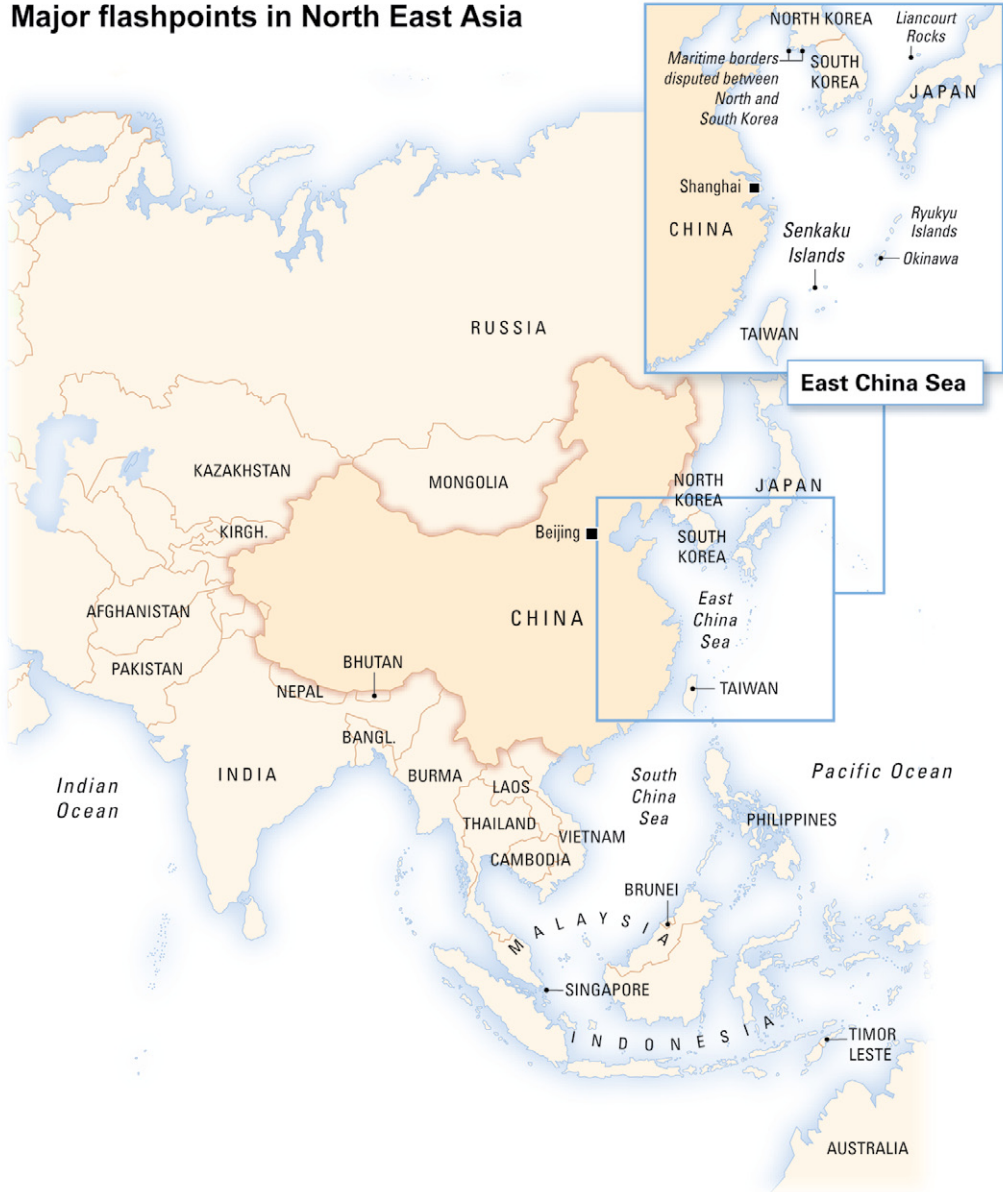 Major flashpoints in North East Asia
NORTH KOREA
Liancourt
Rocks
Maritime borders
disputed between
North and
South Korea
SOUTH
KOREA
JAPAN
Shanghai
CHINA
Senkaku
Islands
Ryukyu
Islands
Okinawa
TAIWAN
East China Sea
RUSSIA
KAZAKHSTAN
MONGOLIA
NORTH
KOREA
JAPAN
KIRGH.
Beijing
SOUTH
KOREA
AFGHANISTAN
CHINA
East
China
Sea
PAKISTAN
BHUTAN
NEPAL
TAIWAN
BANGL.
INDIA
BURMA
LAOS
South
China
Sea
Pacific Ocean
Indian
Ocean
THAILAND
VIETNAM
PHILIPPINES
CAMBODIA
BRUNEI
MALAYSIA
SINGAPORE
INDONESIA
TIMOR
LESTE
AUSTRALIA